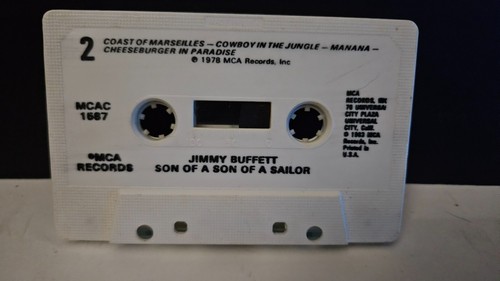 2
COAST OF MARSEILLES – COWBOY IN THE JUNGLE – MANANA –
CHEESEBURGER IN PARADISE
℗ 1978 MCA Records, Inc
MCAC
1687
MCA
RECORDS, INC
70 UNIVERSAL
CITY PLAZA
UNIVERSAL
CITY, Calif.
© 1983 MCA
Records, Inc.
Printed in
U.S.A.
MCA
RECORDS
JIMMY BUFFETT
SON OF A SON OF A SAILOR